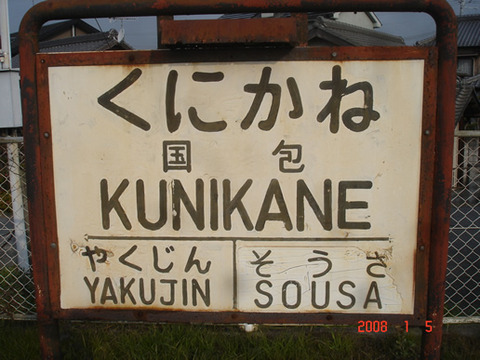 くにかね
国包
KUNIKANE
やくじん そうさ
YAKUJIN SOUSA
2008 1 5